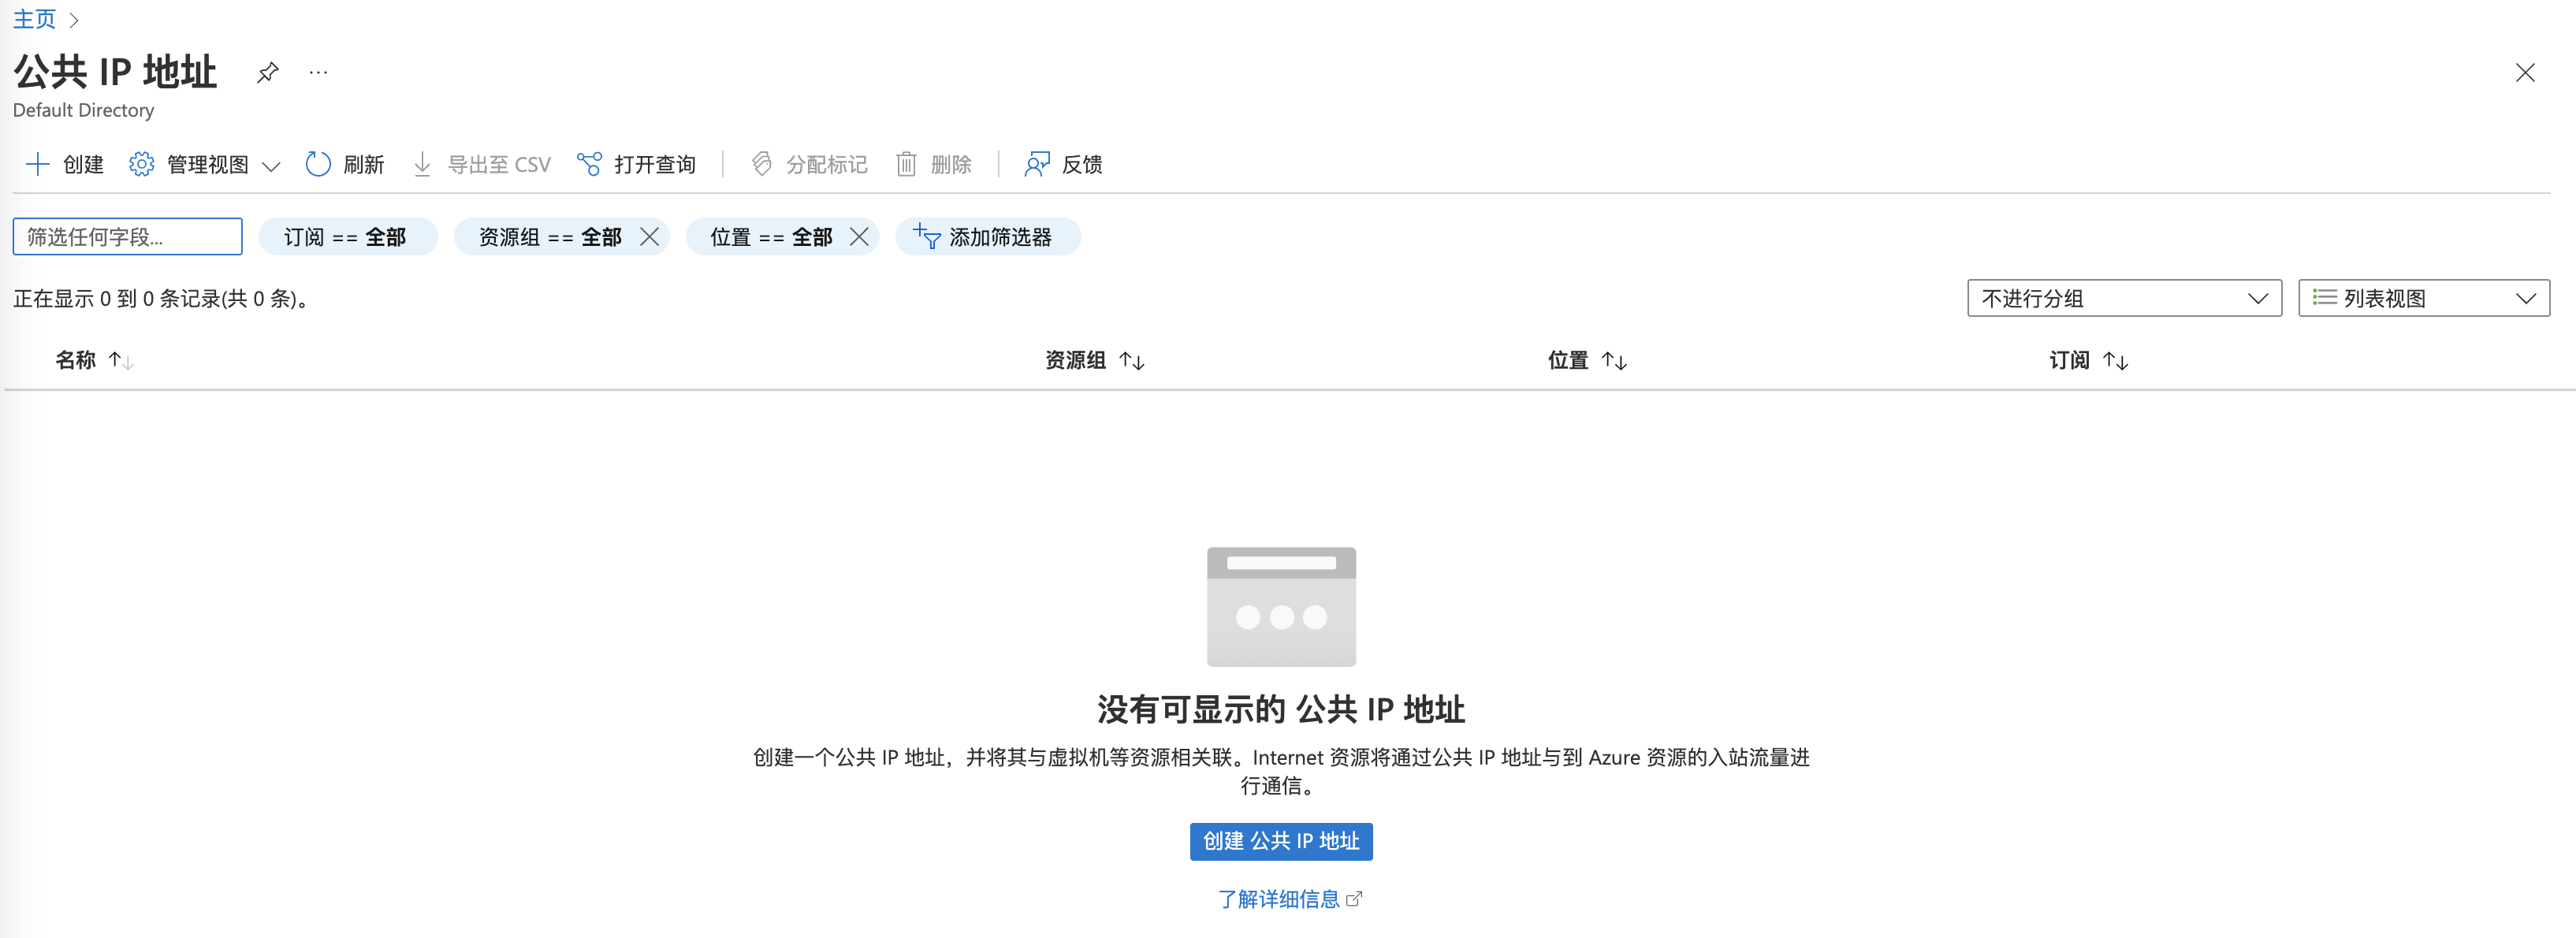 主页
公共 IP 地址
Default Directory
创建 管理视图 刷新 导出至 CSV 打开查询 分配标记 删除 反馈
筛选任何字段... 订阅 == 全部 资源组 == 全部 位置 == 全部 添加筛选器
正在显示 0 到 0 条记录(共 0 条)。 不进行分组 列表视图
名称 资源组 位置 订阅
没有可显示的 公共 IP 地址
创建一个公共 IP 地址，并将其与虚拟机等资源相关联。Internet 资源将通过公共 IP 地址与到 Azure 资源的入站流量进
行通信。
创建 公共 IP 地址
了解详细信息